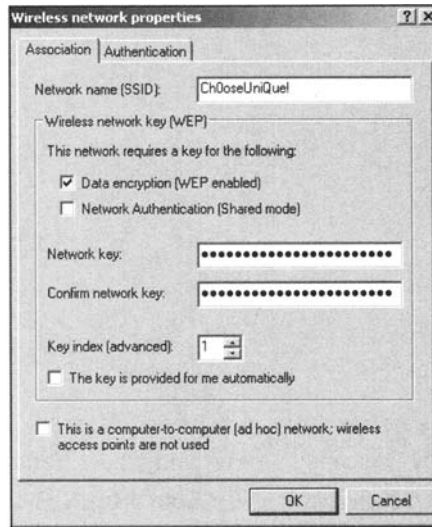 Wireless network properties
Association
Authentication
Network name (SSID):
Ch0oseUniQue!
Wireless network key (WEP)
This network requires a key for the following:
Data encryption (WEP enabled)
Network Authentication (Shared mode)
Network key: ••••••••••••••••••••••••
Confirm network key: ••••••••••••••••••••••••
Key index (advanced): 1
The key is provided for me automatically
This is a computer-to-computer (ad hoc) network; wireless
access points are not used
OK
Cancel